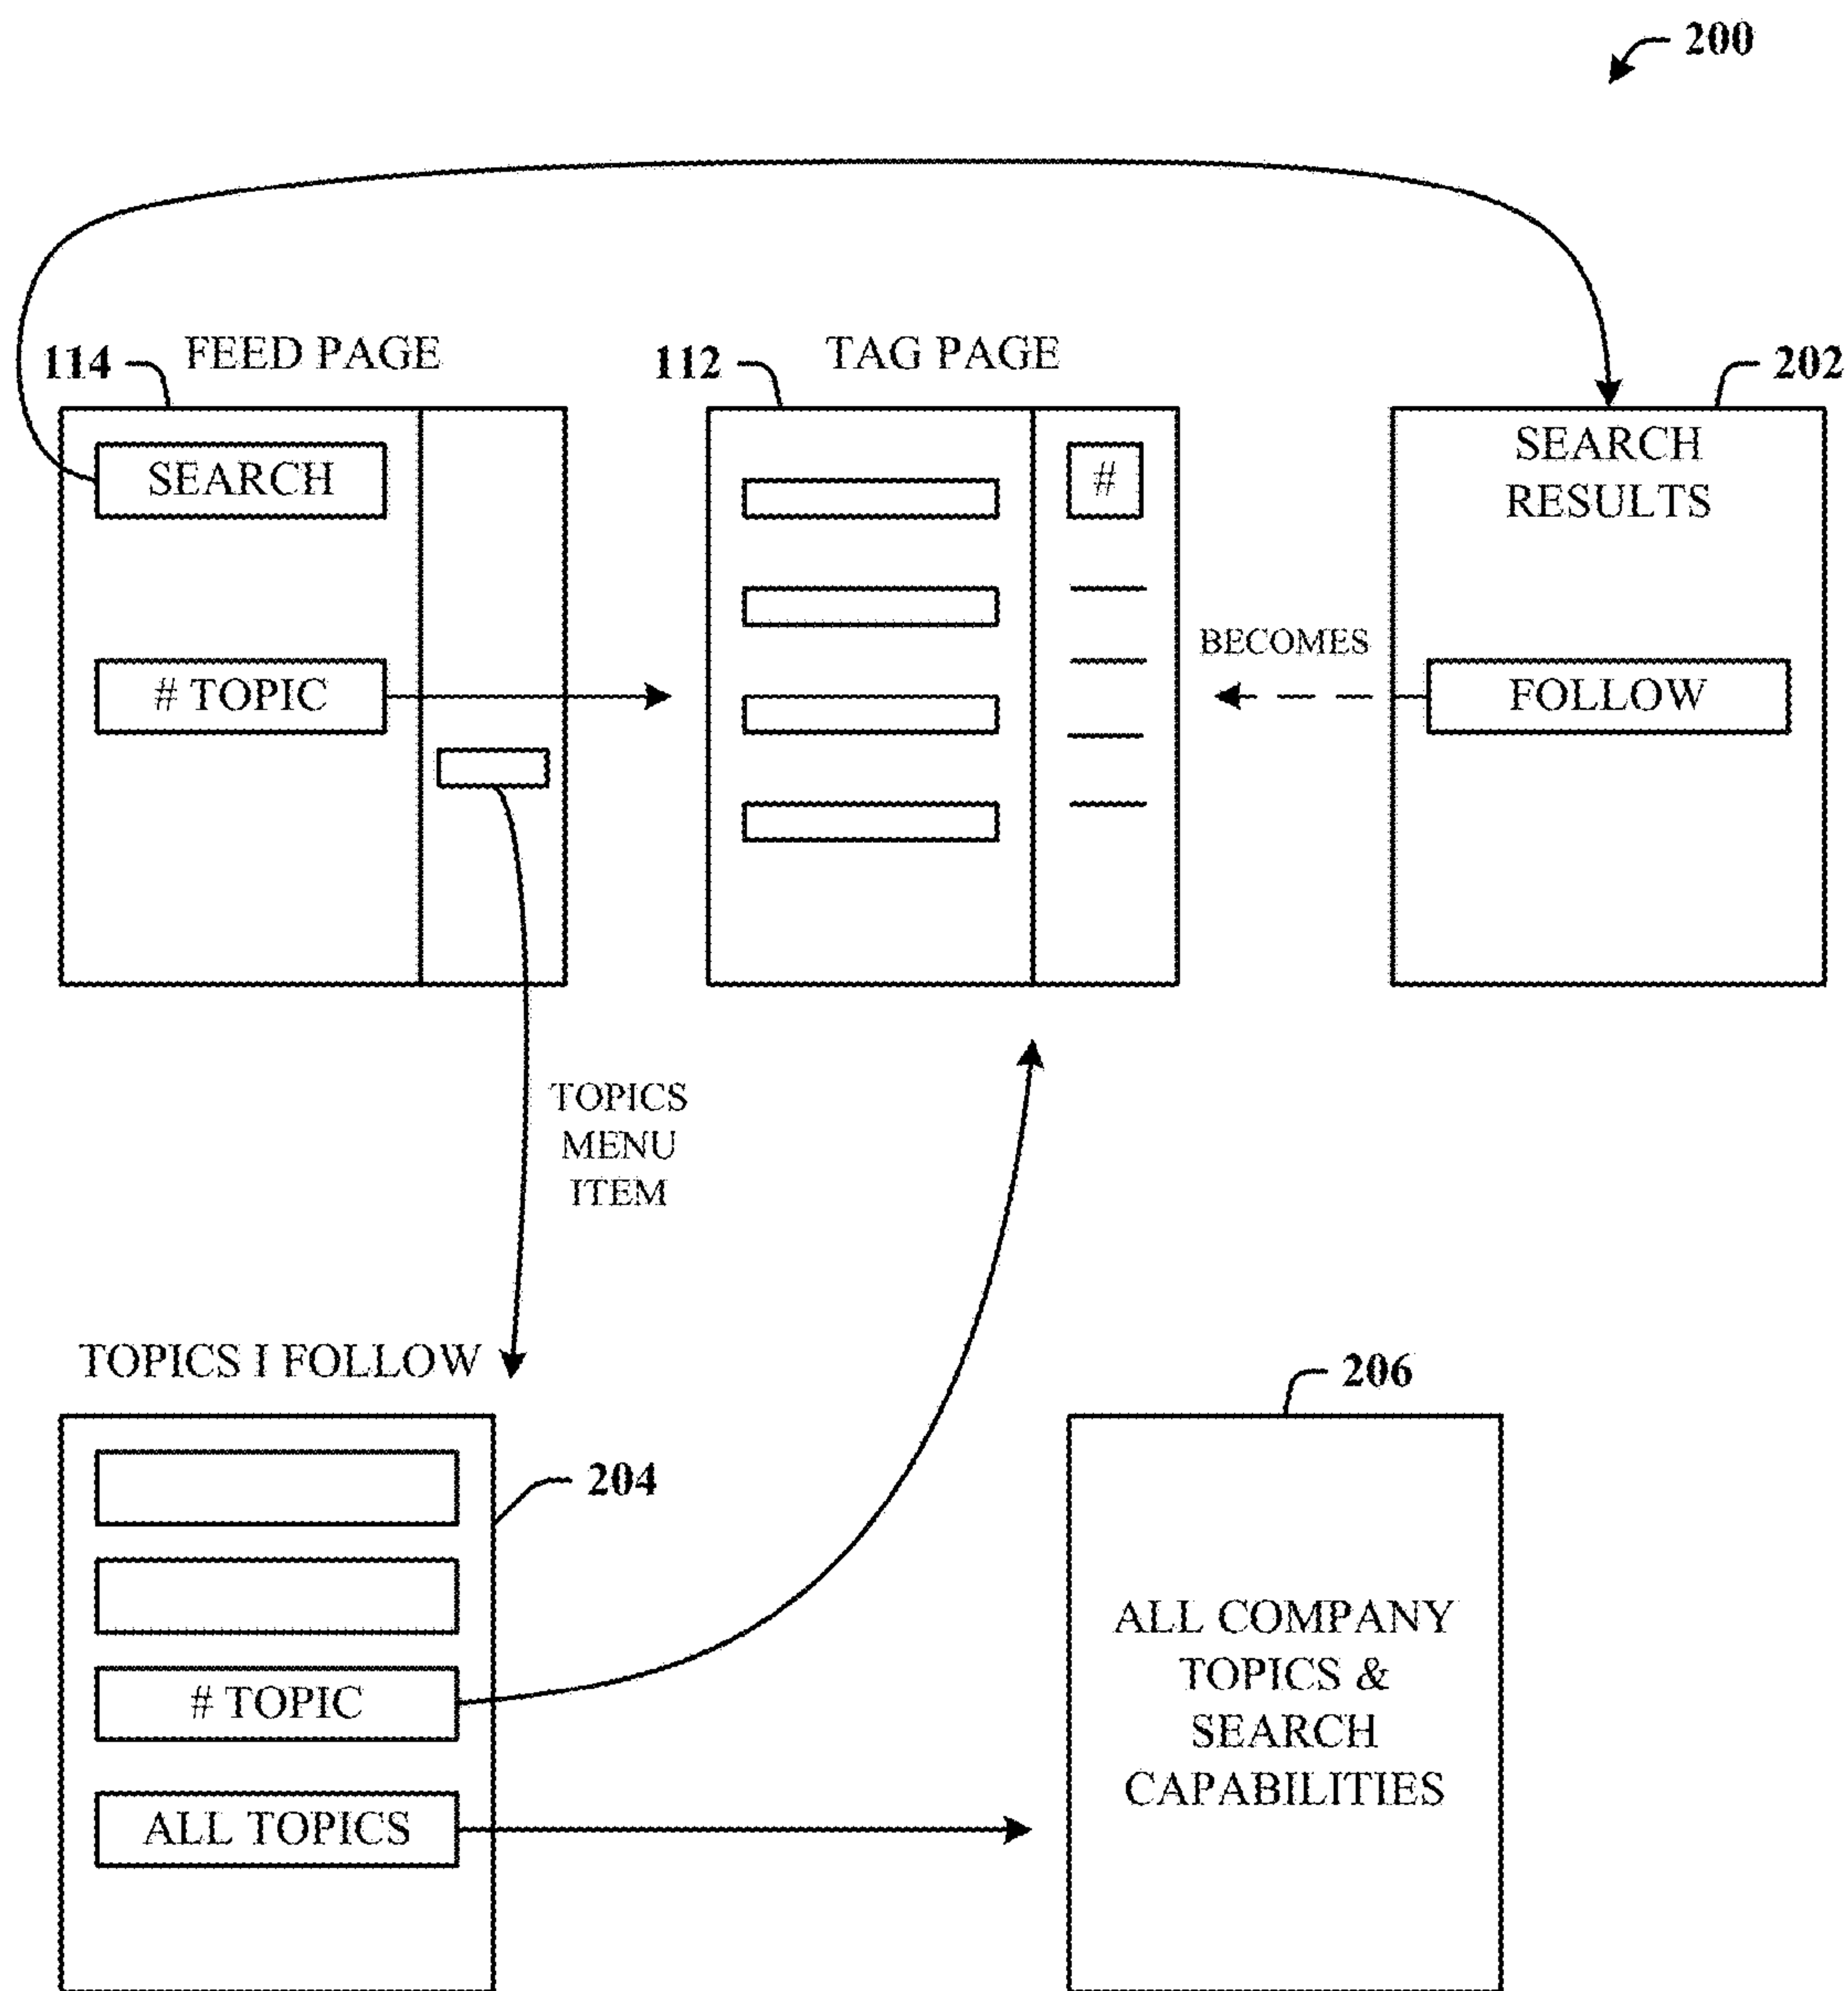 200
114
FEED PAGE
112
TAG PAGE
202
SEARCH
#
SEARCH
RESULTS
BECOMES
# TOPIC
FOLLOW
TOPICS
MENU
ITEM
TOPICS I FOLLOW
204
206
# TOPIC
ALL TOPICS
ALL COMPANY
TOPICS &
SEARCH
CAPABILITIES